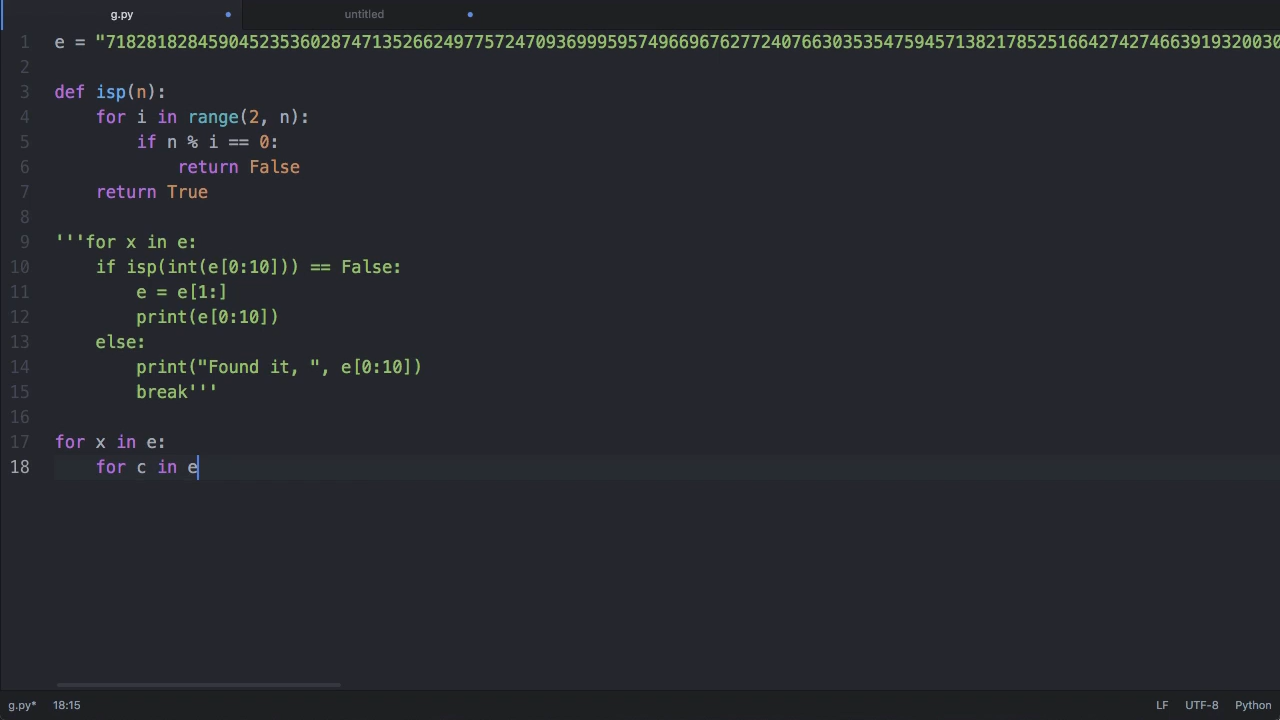 g.py
untitled
1 e = "7182818284590452353602874713526624977572470936999595749669676277240766303535475945713821785251664274274663919320030
2
3 def isp(n):
4     for i in range(2, n):
5         if n % i == 0:
6             return False
7     return True
8
9 '''for x in e:
10     if isp(int(e[0:10])) == False:
11         e = e[1:]
12         print(e[0:10])
13     else:
14         print("Found it, ", e[0:10])
15         break'''
16
17 for x in e:
18     for c in e
g.py* 18:15 LF UTF-8 Python